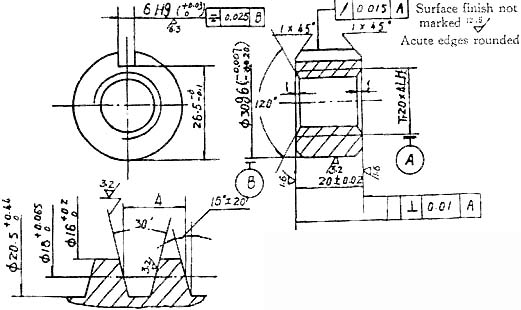 6 H9 (+0.03 0)
6.3
0.025 B
0.015 A
Surface finish not
marked 12.5
Acute edges rounded
1 x 45°
1 x 45°
26.5
120°
Tr20 x 4LH
A
B
3.2
1.6
1.6
20 ± 0.02
⊥ 0.01 A
3.2
Δ
15° ± 20'
30°
3.2
Φ20.5 +0.44 0
Φ18 +0.065 0
Φ16 +0.2 0